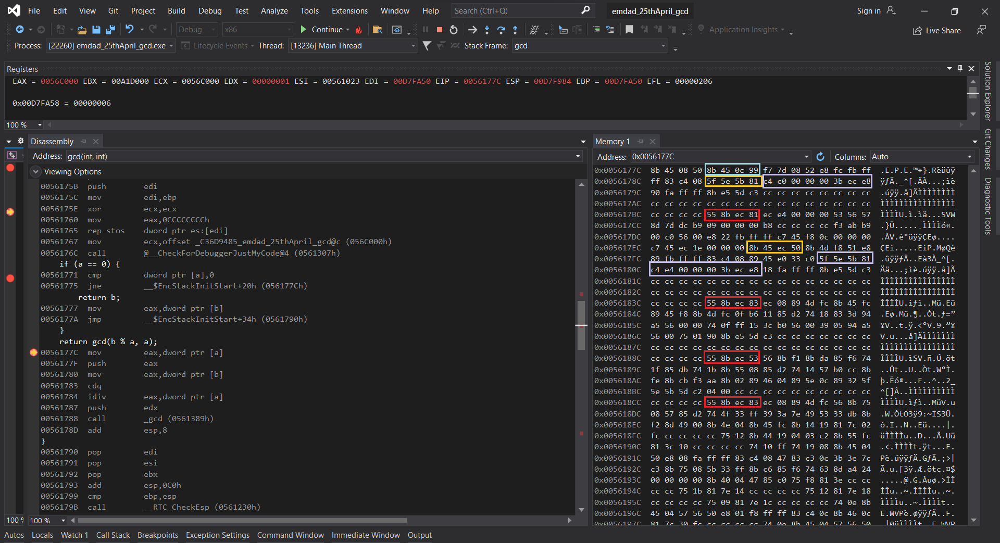 File Edit View Git Project Build Debug Test Analyze Tools Extensions Window Help Search (Ctrl+Q) emdad_25thApril_gcd Sign in
Debug x86 Continue Application Insights Live Share
Process: [22260] emdad_25thApril_gcd.exe Lifecycle Events Thread: [13236] Main Thread Stack Frame: gcd
Registers
EAX = 0056C000 EBX = 00A1D000 ECX = 0056C000 EDX = 00000001 ESI = 00561023 EDI = 00D7FA50 EIP = 0056177C ESP = 00D7F984 EBP = 00D7FA50 EFL = 00000206
0x00D7FA58 = 00000006
100 %
Disassembly
Address: gcd(int, int)
Viewing Options
0056175B push edi
0056175C mov edi,ebp
0056175E xor ecx,ecx
00561760 mov eax,0CCCCCCCCh
00561765 rep stos dword ptr es:[edi]
00561767 mov ecx,offset _C36D9485_emdad_25thApril_gcd@c (056C000h)
0056176C call @__CheckForDebuggerJustMyCode@4 (0561307h)
if (a == 0) {
00561771 cmp dword ptr [a],0
00561775 jne __$EncStackInitStart+20h (056177Ch)
return b;
00561777 mov eax,dword ptr [b]
0056177A jmp __$EncStackInitStart+34h (0561790h)
}
return gcd(b % a, a);
0056177C mov eax,dword ptr [a]
0056177F push eax
00561780 mov eax,dword ptr [b]
00561783 cdq
00561784 idiv eax,dword ptr [a]
00561787 push edx
00561788 call _gcd (0561389h)
0056178D add esp,8
}
00561790 pop edi
00561791 pop esi
00561792 pop ebx
00561793 add esp,0C0h
00561799 cmp ebp,esp
0056179B call __RTC_CheckEsp (0561230h)
100 %
100 %
Memory 1
Address: 0x0056177C Columns: Auto
0x0056177C 8b 45 08 50 8b 45 0c 99 f7 7d 08 52 e8 fc fb ff .E.P.E.™÷}.Rèüûÿ
0x0056178C ff 83 c4 08 5f 5e 5b 81 c4 c0 00 00 00 3b ec e8 ÿƒÄ._^[.ÄÀ...;ìè
0x0056179C 90 fa ff ff 8b e5 5d c3 cc cc cc cc cc cc cc cc .úÿÿ.å]ÃÌÌÌÌÌÌÌÌ
0x005617AC cc cc cc cc cc cc cc cc cc cc cc cc cc cc cc cc ÌÌÌÌÌÌÌÌÌÌÌÌÌÌÌÌ
0x005617BC cc cc cc cc 55 8b ec 81 ec e4 00 00 00 53 56 57 ÌÌÌÌU.ì.ìä...SVW
0x005617CC 8d 7d dc b9 09 00 00 00 b8 cc cc cc cc f3 ab b9 .}Ü.....¸ÌÌÌÌó«.
0x005617DC 00 c0 56 00 e8 22 fb ff ff c7 45 f8 0c 00 00 00 .ÀV.è"ûÿÿÇEø....
0x005617EC c7 45 ec 1e 00 00 00 8b 45 ec 50 8b 4d f8 51 e8 ÇEì.....EìP.MøQè
0x005617FC 89 fb ff ff 83 c4 08 89 45 e0 33 c0 5f 5e 5b 81 .ûÿÿƒÄ..Eà3À_^[.
0x0056180C c4 e4 00 00 00 3b ec e8 18 fa ff ff 8b e5 5d c3 Ää...;ìè.úÿÿ.å]Ã
0x0056181C cc cc cc cc cc cc cc cc cc cc cc cc cc cc cc cc ÌÌÌÌÌÌÌÌÌÌÌÌÌÌÌÌ
0x0056182C cc cc cc cc cc cc cc cc cc cc cc cc cc cc cc cc ÌÌÌÌÌÌÌÌÌÌÌÌÌÌÌÌ
0x0056183C cc cc cc cc 55 8b ec 83 ec 08 89 4d fc 8b 45 fc ÌÌÌÌU.ìƒì..Mü.Eü
0x0056184C 89 45 f8 8b 4d fc 0f b6 11 85 d2 74 18 83 3d 94 .Eø.Mü.¶..Òt.ƒ=”
0x0056185C a5 56 00 00 74 0f ff 15 3c b0 56 00 39 05 94 a5 ¥V..t.ÿ.<°V.9.”¥
0x0056186C 56 00 75 01 90 8b e5 5d c3 cc cc cc cc cc cc cc V.u...å]ÃÌÌÌÌÌÌÌ
0x0056187C cc cc cc cc cc cc cc cc cc cc cc cc cc cc cc cc ÌÌÌÌÌÌÌÌÌÌÌÌÌÌÌÌ
0x0056188C cc cc cc cc 55 8b ec 53 56 8b f1 8b da 85 f6 74 ÌÌÌÌU.ìSV.ñ.Ú.öt
0x0056189C 1f 85 db 74 1b 8b 55 08 85 d2 74 14 57 b0 cc 8b ..Ût..U..Òt.W°Ì.
0x005618AC fe 8b cb f3 aa 8b 02 89 46 04 89 5e 0c 89 32 5f þ.Ëóª...F..^..2_
0x005618BC 5e 5b 5d c2 04 00 cc cc cc cc cc cc cc cc cc cc ^[]Â..ÌÌÌÌÌÌÌÌÌÌ
0x005618CC cc cc cc cc 55 8b ec 83 ec 08 89 4d fc 56 8b 75 ÌÌÌÌU.ìƒì..MüV.u
0x005618DC 08 57 85 d2 74 4f 33 ff 39 3a 7e 49 53 33 db 8b .W.ÒtO3ÿ9:~IS3Û.
0x005618EC f2 8d 49 00 8b 4e 04 8b 45 fc 8b 14 19 81 7c 02 ò.I..N..Eü....|.
0x005618FC fc cc cc cc cc 75 12 8b 44 19 04 03 c2 8b 55 fc üÌÌÌÌu..D...Â.Uü
0x0056190C 81 3c 10 cc cc cc cc 74 10 ff 74 19 08 8b 45 04 .<.ÌÌÌÌt.ÿt...E.
0x0056191C 50 e8 08 fa ff ff 83 c4 08 47 83 c3 0c 3b 3e 7c Pè.úÿÿƒÄ.GƒÃ.;>|
0x0056192C c3 8b 75 08 5b 33 ff 8b c6 85 f6 74 63 8d a4 24 Ã.u.[3ÿ.Æ.ötc.¤$
0x0056193C 00 00 00 00 8b 40 04 47 85 c0 75 f8 81 3e cc cc .....@.G.Àuø.>ÌÌ
0x0056194C cc cc 75 1b 81 7e 14 cc cc cc cc 75 12 81 7e 18 ÌÌu..~.ÌÌÌÌu..~.
0x0056195C cc cc cc cc 75 09 81 7e 1c cc cc cc cc 74 0e 8b ÌÌÌÌu..~.ÌÌÌÌt..
0x0056196C 45 04 57 56 50 e8 01 f8 ff ff 83 c4 0c 8b 46 0c E.WVPè.øÿÿƒÄ..F.
0x0056197C 81 7c 30 fc cc cc cc cc 74 0e 8b 45 04 57 56 50 .|0üÌÌÌÌt..E.WVP
Solution Explorer
Git Changes
Diagnostic Tools
Autos Locals Watch 1 Call Stack Breakpoints Exception Settings Command Window Immediate Window Output